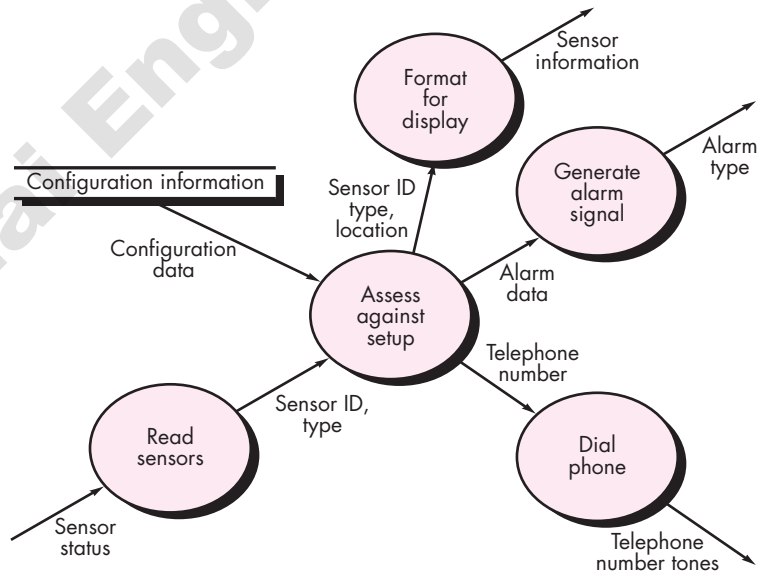 Sensor
information
Format
for
display
Alarm
type
Generate
alarm
signal
Configuration information
Sensor ID
type,
location
Configuration
data
Alarm
data
Assess
against
setup
Telephone
number
Sensor ID,
type
Read
sensors
Dial
phone
Sensor
status
Telephone
number tones